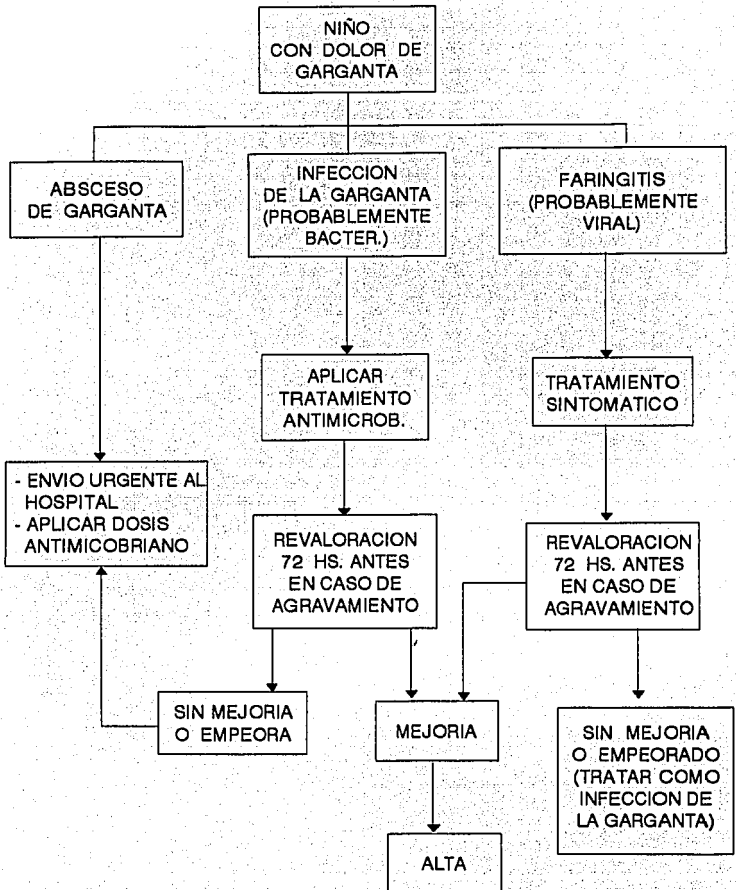 NIÑO
CON DOLOR DE
GARGANTA
ABSCESO
DE GARGANTA
INFECCION
DE LA GARGANTA
(PROBABLEMENTE
BACTER.)
FARINGITIS
(PROBABLEMENTE
VIRAL)
APLICAR
TRATAMIENTO
ANTIMICROB.
TRATAMIENTO
SINTOMATICO
- ENVIO URGENTE AL
HOSPITAL
- APLICAR DOSIS
ANTIMICOBRIANO
REVALORACION
72 HS. ANTES
EN CASO DE
AGRAVAMIENTO
REVALORACION
72 HS. ANTES
EN CASO DE
AGRAVAMIENTO
SIN MEJORIA
O EMPEORA
MEJORIA
SIN MEJORIA
O EMPEORADO
(TRATAR COMO
INFECCION DE
LA GARGANTA)
ALTA